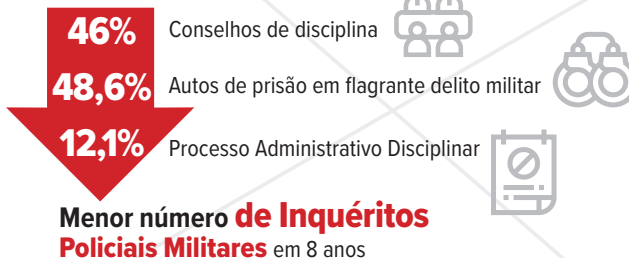 46% Conselhos de disciplina
48,6% Autos de prisão em flagrante delito militar
12,1% Processo Administrativo Disciplinar
Menor número de Inquéritos
Policiais Militares em 8 anos